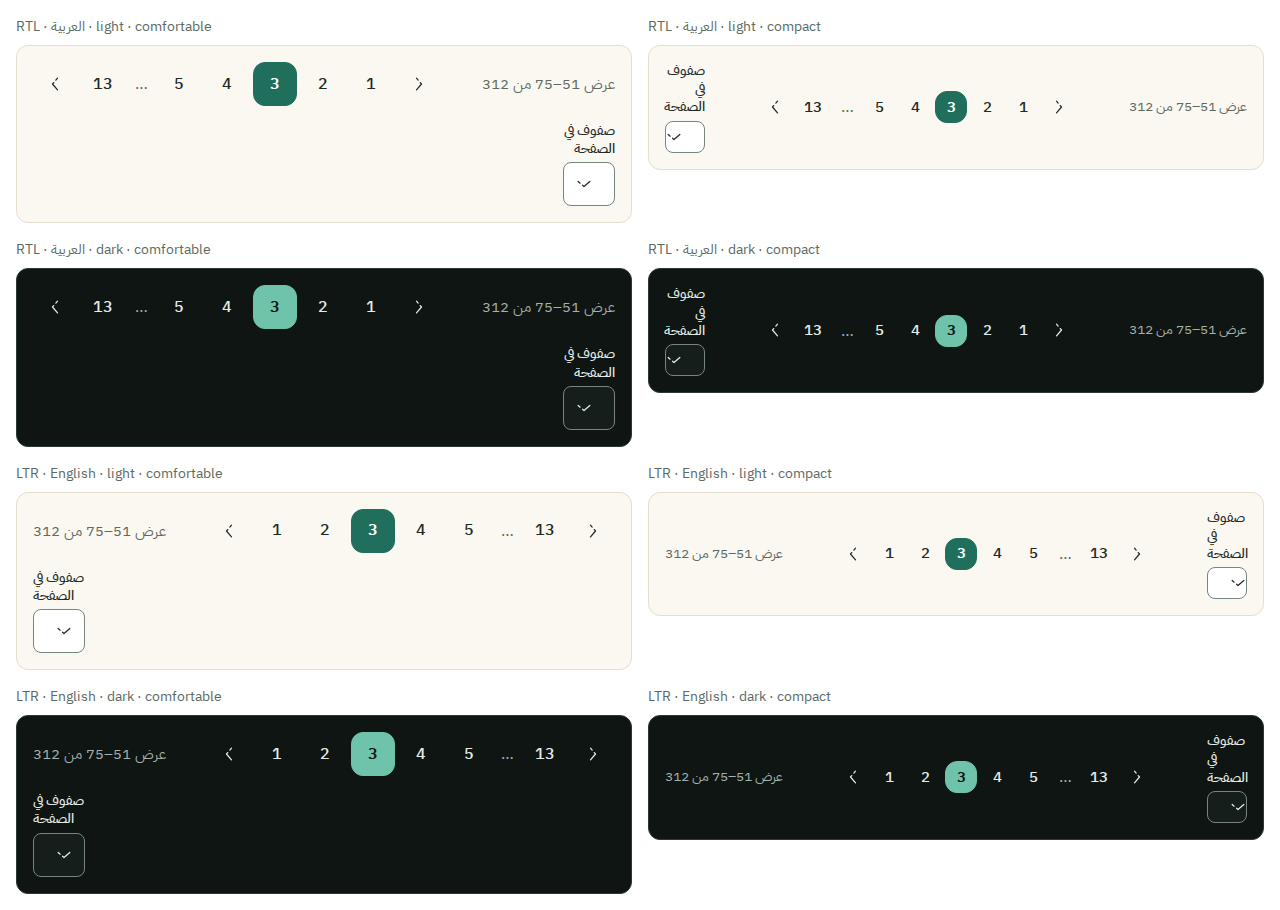 RTL · العربية · light · comfortable
عرض 51–75 من 312
1 2 3 4 5 … 13
صفوف في
الصفحة
RTL · العربية · light · compact
عرض 51–75 من 312
1 2 3 4 5 … 13
صفوف
في
الصفحة
RTL · العربية · dark · comfortable
عرض 51–75 من 312
1 2 3 4 5 … 13
صفوف في
الصفحة
RTL · العربية · dark · compact
عرض 51–75 من 312
1 2 3 4 5 … 13
صفوف
في
الصفحة
LTR · English · light · comfortable
عرض 51–75 من 312
1 2 3 4 5 … 13
صفوف في
الصفحة
LTR · English · light · compact
عرض 51–75 من 312
1 2 3 4 5 … 13
صفوف
في
الصفحة
LTR · English · dark · comfortable
عرض 51–75 من 312
1 2 3 4 5 … 13
صفوف في
الصفحة
LTR · English · dark · compact
عرض 51–75 من 312
1 2 3 4 5 … 13
صفوف
في
الصفحة